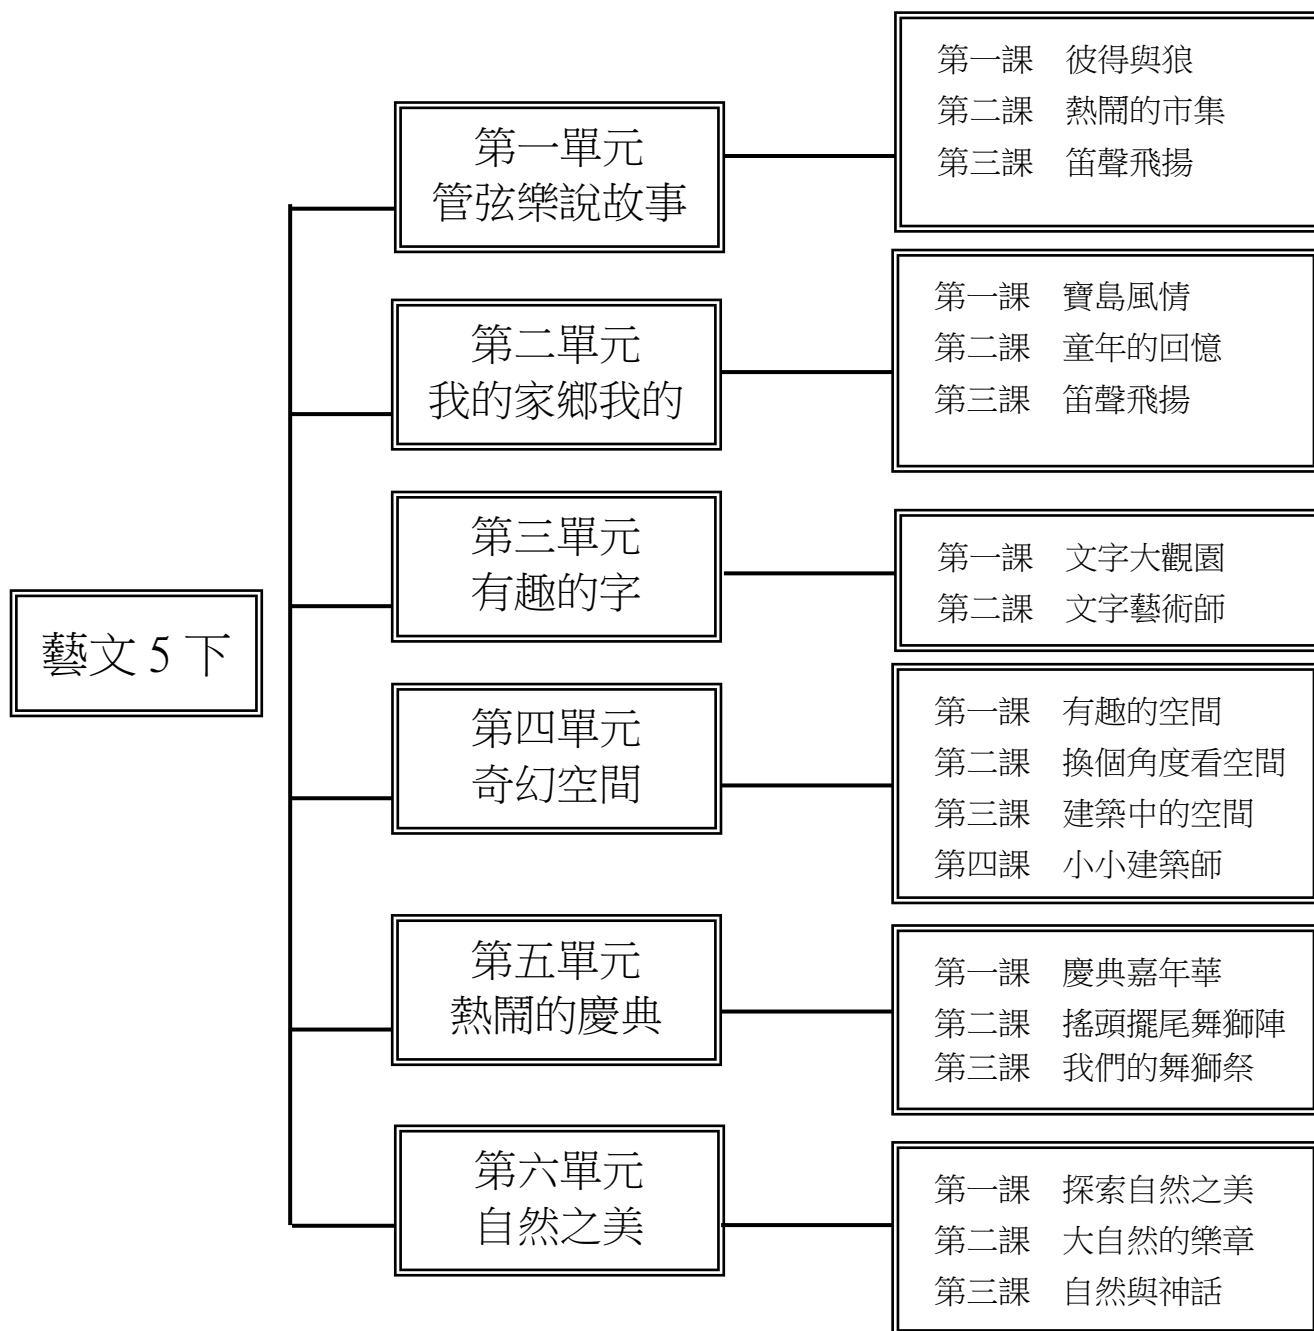 藝文 5 下
第一單元
管弦樂說故事
第一課 彼得與狼
第二課 熱鬧的市集
第三課 笛聲飛揚
第二單元
我的家鄉我的
第一課 寶島風情
第二課 童年的回憶
第三課 笛聲飛揚
第三單元
有趣的字
第一課 文字大觀園
第二課 文字藝術師
第四單元
奇幻空間
第一課 有趣的空間
第二課 換個角度看空間
第三課 建築中的空間
第四課 小小建築師
第五單元
熱鬧的慶典
第一課 慶典嘉年華
第二課 搖頭擺尾舞獅陣
第三課 我們的舞獅祭
第六單元
自然之美
第一課 探索自然之美
第二課 大自然的樂章
第三課 自然與神話